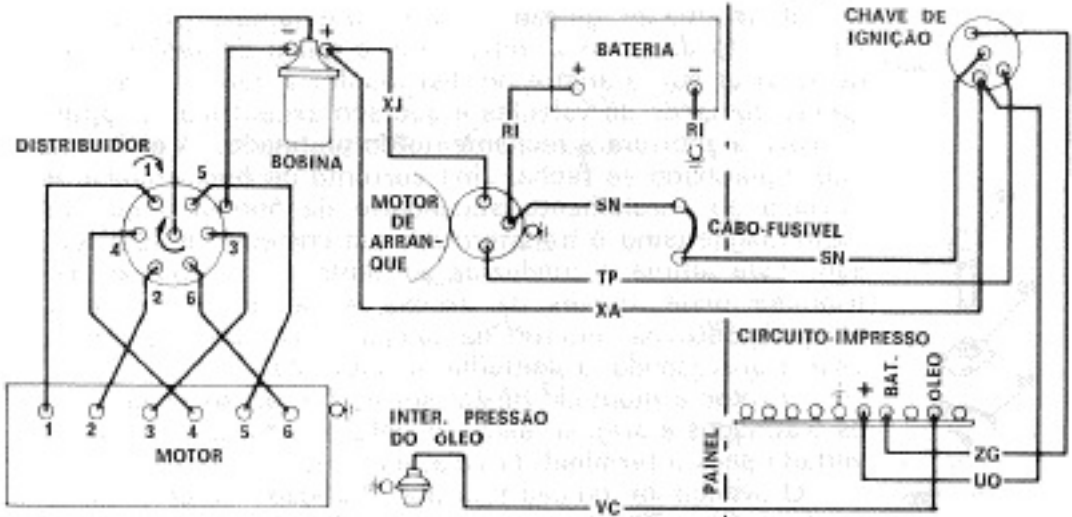 CHAVE DE
IGNIÇÃO
BATERIA
− +
+ −
XJ
RI
RI
DISTRIBUIDOR
BOBINA
1 5
4 3
2 6
MOTOR
DE
ARRAN-
QUE
SN
CABO-FUSIVEL
SN
TP
XA
CIRCUITO-IMPRESSO
+
BAT.
ÓLEO
1 2 3 4 5 6
MOTOR
INTER. PRESSÃO
DO ÓLEO
PAINEL
ZG
UO
VC